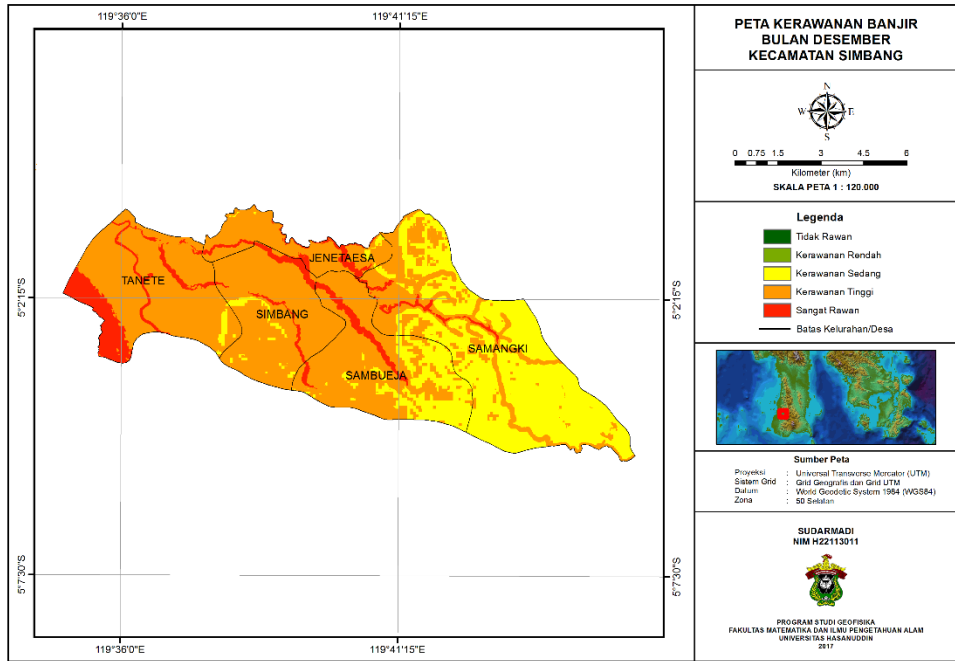 119°36'0"E
119°41'15"E
5°2'15"S
5°2'15"S
5°7'30"S
5°7'30"S
119°36'0"E
119°41'15"E
TANETE
SIMBANG
JENETAESA
SAMBUEJA
SAMANGKI
PETA KERAWANAN BANJIR
BULAN DESEMBER
KECAMATAN SIMBANG
N
W E
S
0 0.75 1.5 3 4.5 6
Kilometer (km)
SKALA PETA 1 : 120.000
Legenda
Tidak Rawan
Kerawanan Rendah
Kerawanan Sedang
Kerawanan Tinggi
Sangat Rawan
Batas Kelurahan/Desa
Sumber Peta
Proyeksi : Universal Transverse Mercator (UTM)
Sistem Grid : Grid Geografis dan Grid UTM
Datum : World Geodetic System 1984 (WGS84)
Zona : 50 Selatan
SUDARMADI
NIM H22113011
PROGRAM STUDI GEOFISIKA
FAKULTAS MATEMATIKA DAN ILMU PENGETAHUAN ALAM
UNIVERSITAS HASANUDDIN
2017